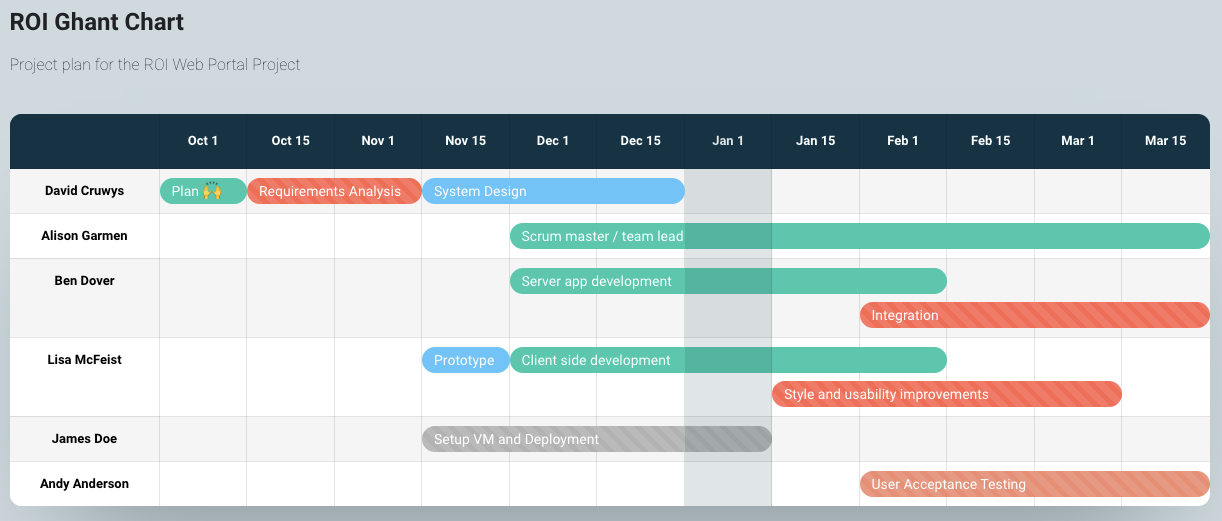 ROI Ghant Chart
Project plan for the ROI Web Portal Project
Oct 1 Oct 15 Nov 1 Nov 15 Dec 1 Dec 15 Jan 1 Jan 15 Feb 1 Feb 15 Mar 1 Mar 15
David Cruwys Plan 🙌 Requirements Analysis System Design
Alison Garmen Scrum master / team lead
Ben Dover Server app development
Integration
Lisa McFeist Prototype Client side development
Style and usability improvements
James Doe Setup VM and Deployment
Andy Anderson User Acceptance Testing